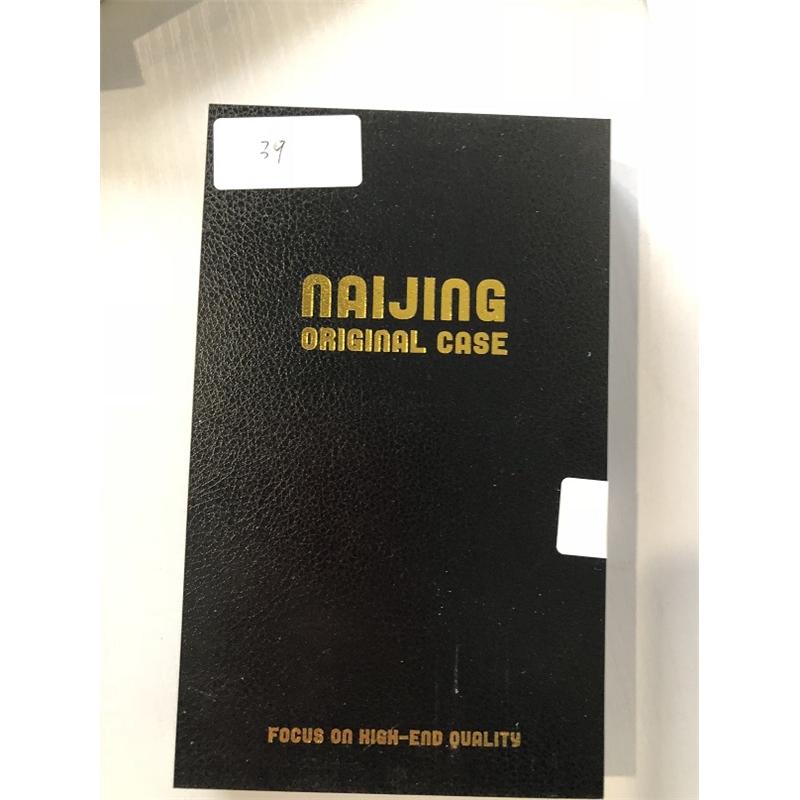 39
NAIJING
ORIGINAL CASE
FOCUS ON HIGH-END QUALITY